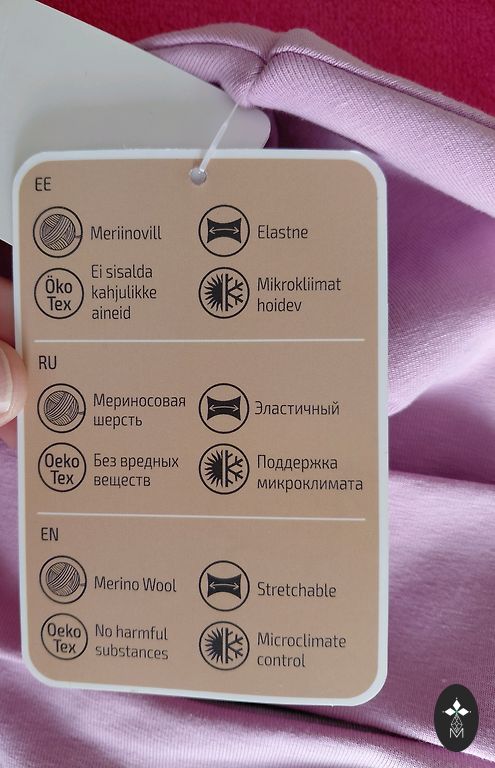 EE
Meriinovill
Elastne
Öko
Tex
Ei sisalda
kahjulikke
aineid
Mikrokliimat
hoidev
RU
Мериносовая
шерсть
Эластичный
Oeko
Tex
Без вредных
веществ
Поддержка
микроклимата
EN
Merino Wool
Stretchable
Oeko
Tex
No harmful
substances
Microclimate
control
M